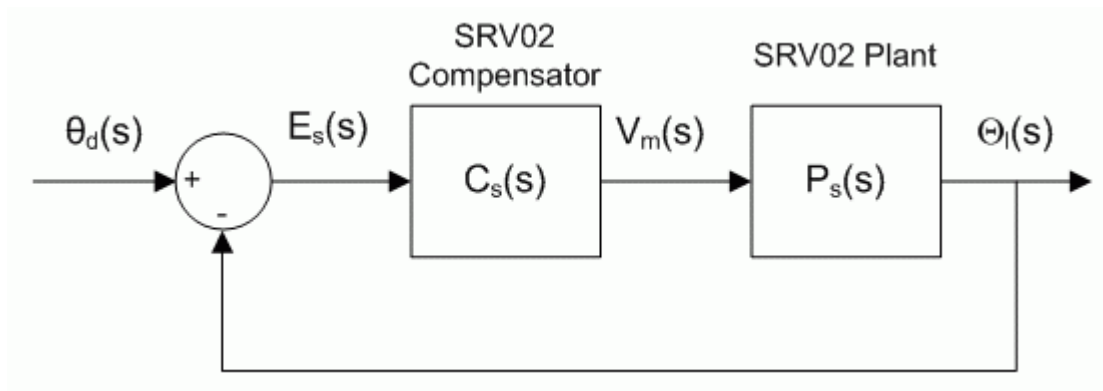 SRV02
Compensator
SRV02 Plant
θd(s)
Es(s)
Vm(s)
Θl(s)
+
-
Cs(s)
Ps(s)